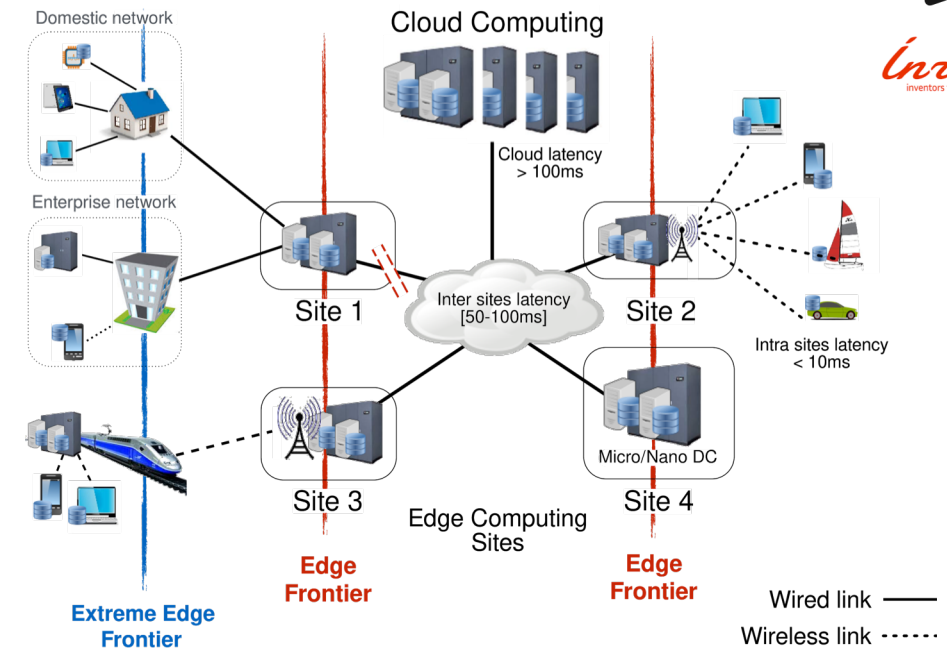 Domestic network
Cloud Computing
inventors
Cloud latency
> 100ms
Enterprise network
Site 1
Inter sites latency
[50-100ms]
Site 2
Intra sites latency
< 10ms
Micro/Nano DC
Site 3
Site 4
Edge Computing
Sites
Edge
Frontier
Edge
Frontier
Extreme Edge
Frontier
Wired link
Wireless link